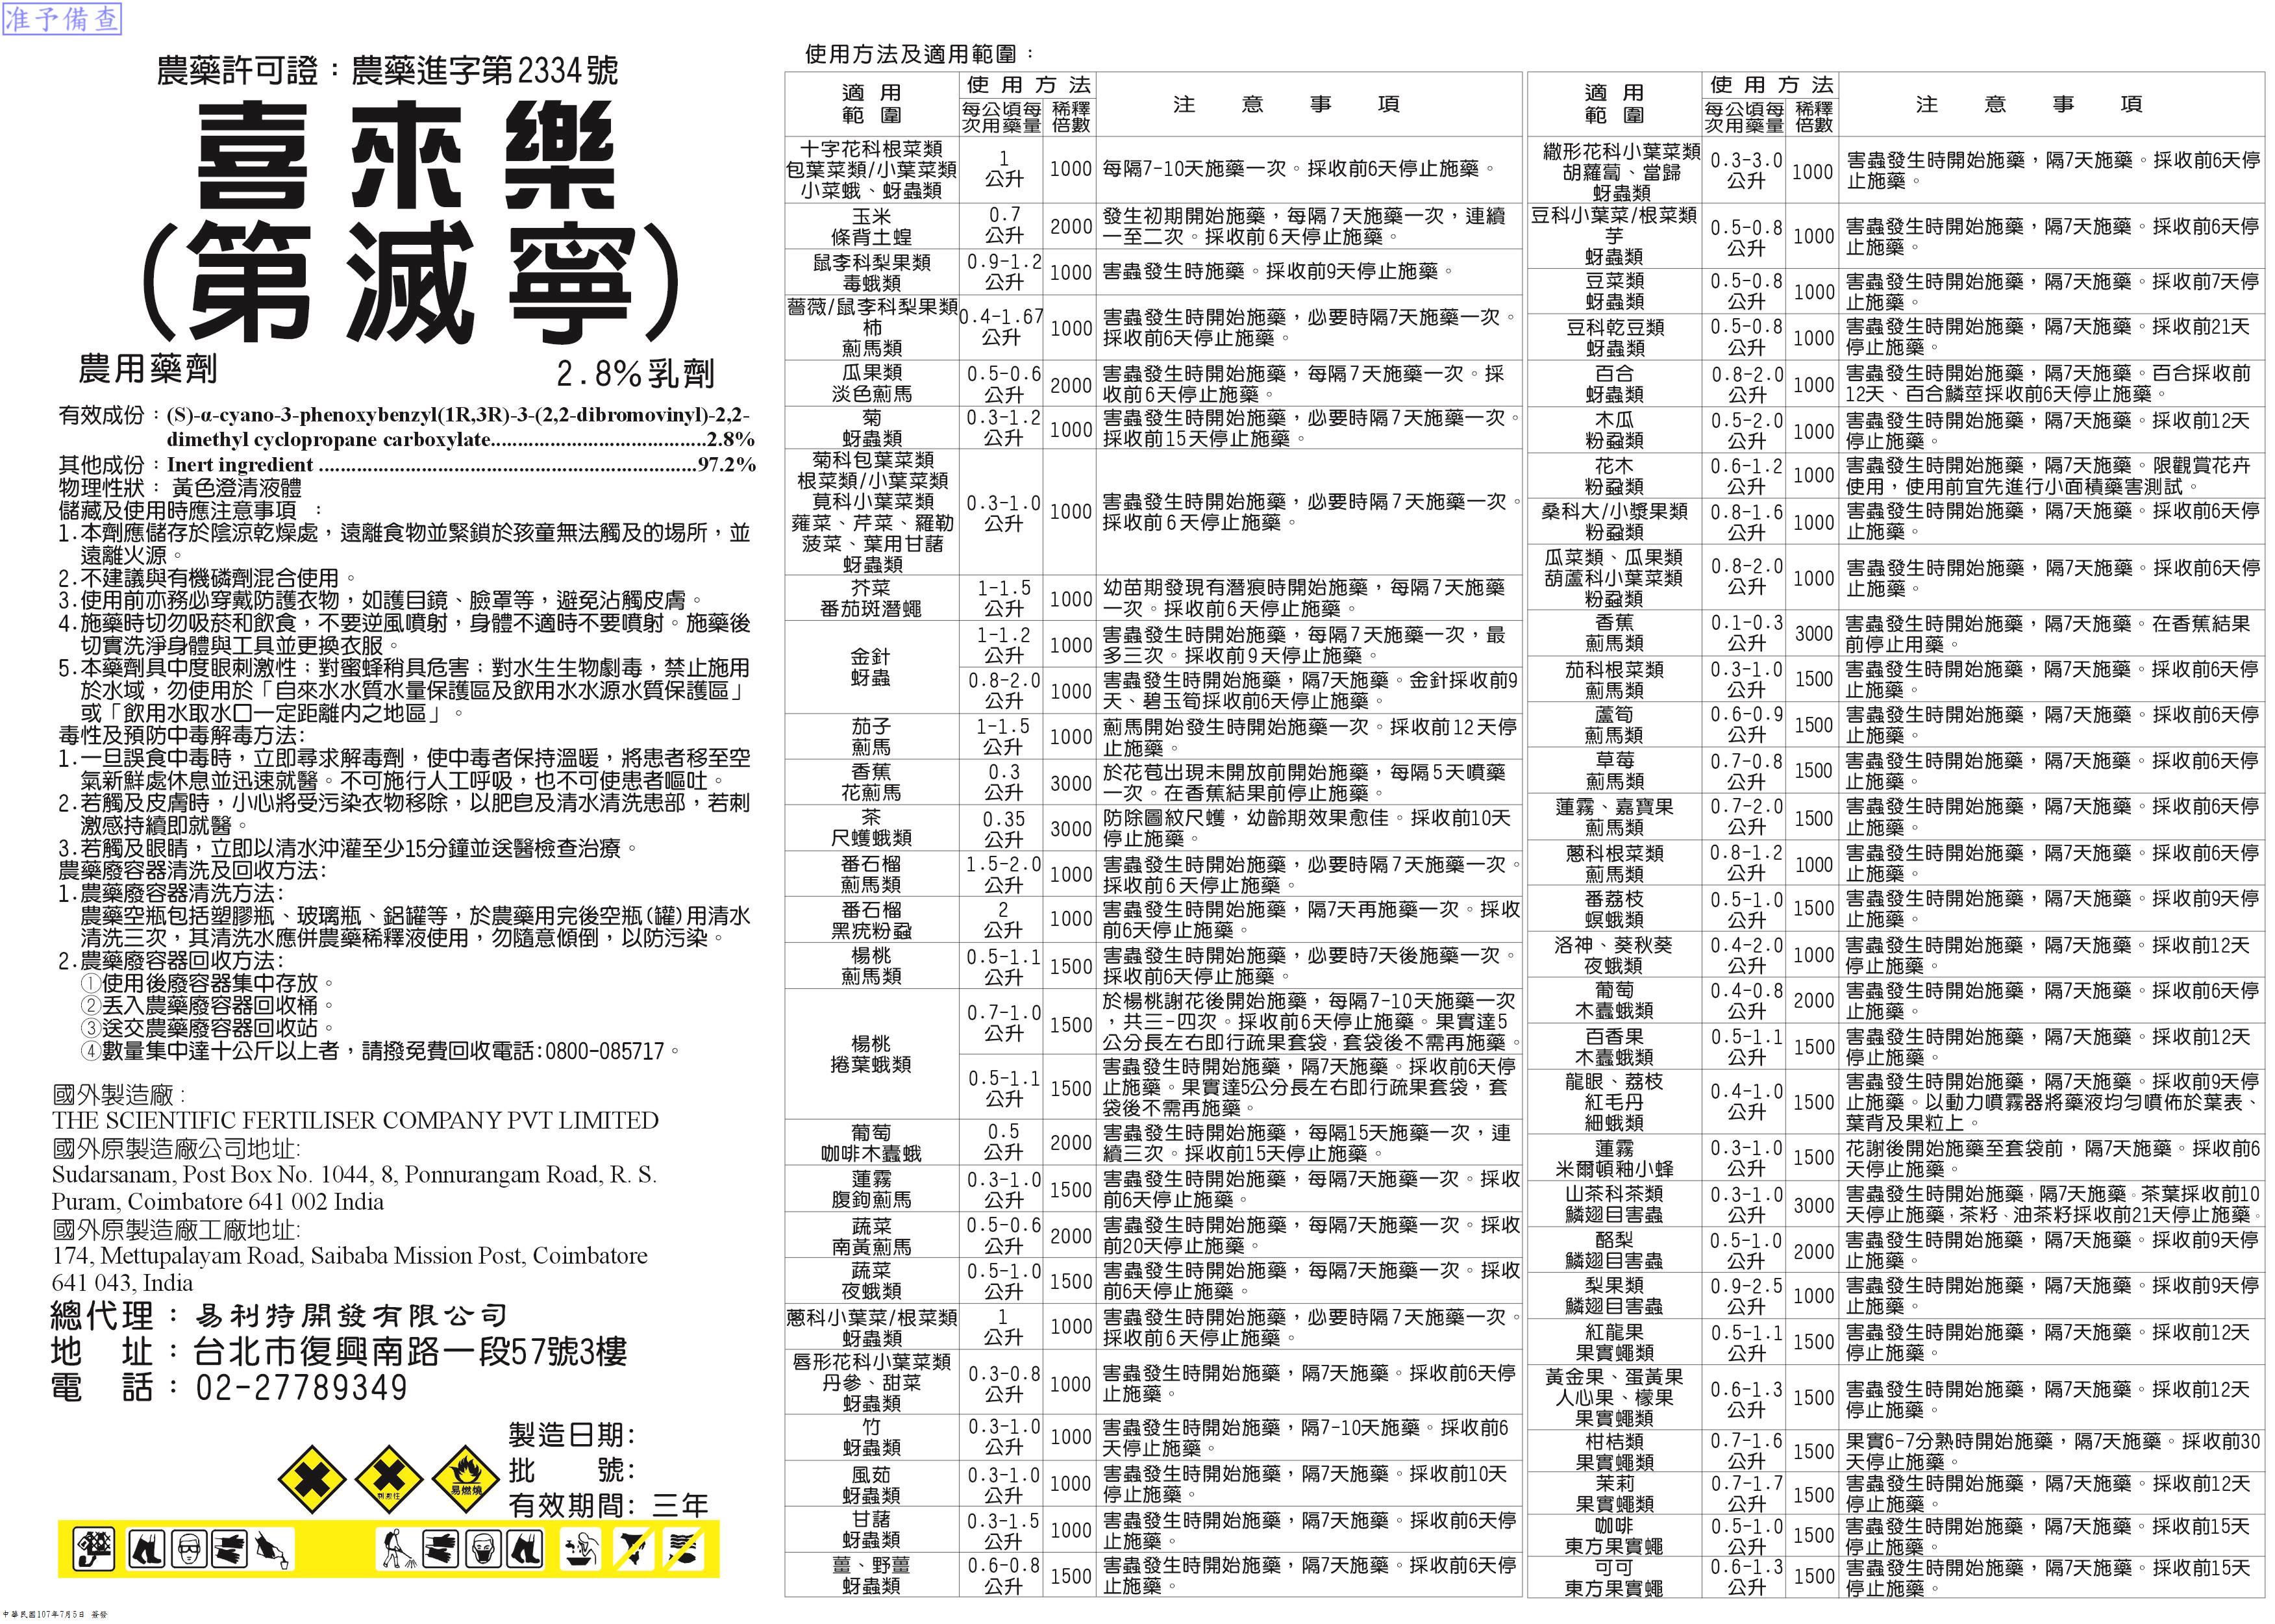 准予備查
農藥許可證：農藥進字第2334號
喜來樂
(第滅寧)
農用藥劑
2.8%乳劑
有效成份：(S)-α-cyano-3-phenoxybenzyl(1R,3R)-3-(2,2-dibromovinyl)-2,2-
dimethyl cyclopropane carboxylate.......................................2.8%
其他成份：Inert ingredient .....................................................................97.2%
物理性狀： 黃色澄清液體
儲藏及使用時應注意事項 ：
1.本劑應儲存於陰涼乾燥處，遠離食物並緊鎖於孩童無法觸及的場所，並
遠離火源。
2.不建議與有機磷劑混合使用。
3.使用前亦務必穿戴防護衣物，如護目鏡、臉罩等，避免沾觸皮膚。
4.施藥時切勿吸菸和飲食，不要逆風噴射，身體不適時不要噴射。施藥後
切實洗淨身體與工具並更換衣服。
5.本藥劑具中度眼刺激性；對蜜蜂稍具危害；對水生生物劇毒，禁止施用
於水域，勿使用於「自來水水質水量保護區及飲用水水源水質保護區」
或「飲用水取水口一定距離內之地區」。
毒性及預防中毒解毒方法:
1.一旦誤食中毒時，立即尋求解毒劑，使中毒者保持溫暖，將患者移至空
氣新鮮處休息並迅速就醫。不可施行人工呼吸，也不可使患者嘔吐。
2.若觸及皮膚時，小心將受污染衣物移除，以肥皂及清水清洗患部，若刺
激感持續即就醫。
3.若觸及眼睛，立即以清水沖灌至少15分鐘並送醫檢查治療。
農藥廢容器清洗及回收方法:
1.農藥廢容器清洗方法:
農藥空瓶包括塑膠瓶、玻璃瓶、鋁罐等，於農藥用完後空瓶(罐)用清水
清洗三次，其清洗水應併農藥稀釋液使用，勿隨意傾倒，以防污染。
2.農藥廢容器回收方法:
①使用後廢容器集中存放。
②丟入農藥廢容器回收桶。
③送交農藥廢容器回收站。
④數量集中達十公斤以上者，請撥免費回收電話:0800-085717。
國外製造廠:
THE SCIENTIFIC FERTILISER COMPANY PVT LIMITED
國外原製造廠公司地址:
Sudarsanam, Post Box No. 1044, 8, Ponnurangam Road, R. S.
Puram, Coimbatore 641 002 India
國外原製造廠工廠地址:
174, Mettupalayam Road, Saibaba Mission Post, Coimbatore
641 043, India
總代理：易利特開發有限公司
地 址：台北市復興南路一段57號3樓
電 話：02-27789349
製造日期:
批 號:
有效期間: 三年
刺激性
易燃燒
中華民國107年7月5日 簽發
使用方法及適用範圍：
適用 使用方法 注意事項
範圍 每公頃每 稀釋
次用藥量 倍數
十字花科根菜類
包葉菜類/小葉菜類 1 公升 1000 每隔7-10天施藥一次。採收前6天停止施藥。
小菜蛾、蚜蟲類
玉米 0.7 2000 發生初期開始施藥，每隔7天施藥一次，連續
條背土蝗 公升 一至二次。採收前6天停止施藥。
鼠李科梨果類 0.9-1.2 1000 害蟲發生時施藥。採收前9天停止施藥。
毒蛾類 公升
薔薇/鼠李科梨果類
柿 0.4-1.67 1000 害蟲發生時開始施藥，必要時隔7天施藥一次。
薊馬類 公升 採收前6天停止施藥。
瓜果類 0.5-0.6 2000 害蟲發生時開始施藥，每隔7天施藥一次。採
淡色薊馬 公升 收前6天停止施藥。
菊 0.3-1.2 1000 害蟲發生時開始施藥，必要時隔7天施藥一次。
蚜蟲類 公升 採收前15天停止施藥。
菊科包葉菜類
根菜類/小葉菜類
莧科小葉菜類 0.3-1.0 1000 害蟲發生時開始施藥，必要時隔7天施藥一次。
蕹菜、芹菜、羅勒 公升 採收前6天停止施藥。
菠菜、葉用甘藷
蚜蟲類
芥菜 1-1.5 1000 幼苗期發現有潛痕時開始施藥，每隔7天施藥
番茄斑潛蠅 公升 一次。採收前6天停止施藥。
金針 1-1.2 1000 害蟲發生時開始施藥，每隔7天施藥一次，最
蚜蟲 公升 多三次。採收前9天停止施藥。
0.8-2.0 1000 害蟲發生時開始施藥，隔7天施藥。金針採收前9
公升 天、碧玉筍採收前6天停止施藥。
茄子 1-1.5 1000 薊馬開始發生時開始施藥一次。採收前12天停
薊馬 公升 止施藥。
香蕉 0.3 3000 於花苞出現未開放前開始施藥，每隔5天噴藥
花薊馬 公升 一次。在香蕉結果前停止施藥。
茶 0.35 3000 防除圖紋尺蠖，幼齡期效果愈佳。採收前10天
尺蠖蛾類 公升 停止施藥。
番石榴 1.5-2.0 1000 害蟲發生時開始施藥，必要時隔7天施藥一次。
薊馬類 公升 採收前6天停止施藥。
番石榴 2 1000 害蟲發生時開始施藥，隔7天再施藥一次。採收
黑疣粉蝨 公升 前6天停止施藥。
楊桃 0.5-1.1 1500 害蟲發生時開始施藥，必要時7天後施藥一次。
薊馬類 公升 採收前6天停止施藥。
楊桃 0.7-1.0 1500 於楊桃謝花後開始施藥，每隔7-10天施藥一次
捲葉蛾類 公升 ，共三-四次。採收前6天停止施藥。果實達5
公分長左右即行疏果套袋，套袋後不需再施藥。
0.5-1.1 1500 害蟲發生時開始施藥，隔7天施藥。採收前6天停
公升 止施藥。果實達5公分長左右即行疏果套袋，套
袋後不需再施藥。
葡萄 0.5 2000 害蟲發生時開始施藥，每隔15天施藥一次，連
咖啡木蠹蛾 公升 續三次。採收前15天停止施藥。
蓮霧 0.3-1.0 1500 害蟲發生時開始施藥，每隔7天施藥一次。採收
腹鉤薊馬 公升 前6天停止施藥。
蔬菜 0.5-0.6 2000 害蟲發生時開始施藥，每隔7天施藥一次。採收
南黃薊馬 公升 前20天停止施藥。
蔬菜 0.5-1.0 1500 害蟲發生時開始施藥，每隔7天施藥一次。採收
夜蛾類 公升 前6天停止施藥。
蔥科小葉菜/根菜類 1 1000 害蟲發生時開始施藥，必要時隔7天施藥一次。
蚜蟲類 公升 採收前6天停止施藥。
唇形花科小葉菜類
丹參、甜菜 0.3-0.8 1000 害蟲發生時開始施藥，隔7天施藥。採收前6天停
蚜蟲類 公升 止施藥。
竹 0.3-1.0 1000 害蟲發生時開始施藥，隔7-10天施藥。採收前6
蚜蟲類 公升 天停止施藥。
風茹 0.3-1.0 1000 害蟲發生時開始施藥，隔7天施藥。採收前10天
蚜蟲類 公升 停止施藥。
甘藷 0.3-1.5 1000 害蟲發生時開始施藥，隔7天施藥。採收前6天停
蚜蟲類 公升 止施藥。
薑、野薑 0.6-0.8 1500 害蟲發生時開始施藥，隔7天施藥。採收前6天停
蚜蟲類 公升 止施藥。
適用 使用方法 注意事項
範圍 每公頃每 稀釋
次用藥量 倍數
繖形花科小葉菜類
胡蘿蔔、當歸 0.3-3.0 1000 害蟲發生時開始施藥，隔7天施藥。採收前6天停
蚜蟲類 公升 止施藥。
豆科小葉菜/根菜類
芋 0.5-0.8 1000 害蟲發生時開始施藥，隔7天施藥。採收前6天停
蚜蟲類 公升 止施藥。
豆菜類 0.5-0.8 1000 害蟲發生時開始施藥，隔7天施藥。採收前7天停
蚜蟲類 公升 止施藥。
豆科乾豆類 0.5-0.8 1000 害蟲發生時開始施藥，隔7天施藥。採收前21天
蚜蟲類 公升 停止施藥。
百合 0.8-2.0 1000 害蟲發生時開始施藥，隔7天施藥。百合採收前
蚜蟲類 公升 12天、百合鱗莖採收前6天停止施藥。
木瓜 0.5-2.0 1000 害蟲發生時開始施藥，隔7天施藥。採收前12天
粉蝨類 公升 停止施藥。
花木 0.6-1.2 1000 害蟲發生時開始施藥，隔7天施藥。限觀賞花卉
粉蝨類 公升 使用，使用前宜先進行小面積藥害測試。
桑科大/小漿果類 0.8-1.6 1000 害蟲發生時開始施藥，隔7天施藥。採收前6天停
粉蝨類 公升 止施藥。
瓜菜類、瓜果類
葫蘆科小葉菜類 0.8-2.0 1000 害蟲發生時開始施藥，隔7天施藥。採收前6天停
粉蝨類 公升 止施藥。
香蕉 0.1-0.3 3000 害蟲發生時開始施藥，隔7天施藥。在香蕉結果
薊馬類 公升 前停止用藥。
茄科根菜類 0.3-1.0 1500 害蟲發生時開始施藥，隔7天施藥。採收前6天停
薊馬類 公升 止施藥。
蘆筍 0.6-0.9 1500 害蟲發生時開始施藥，隔7天施藥。採收前6天停
薊馬類 公升 止施藥。
草莓 0.7-0.8 1500 害蟲發生時開始施藥，隔7天施藥。採收前6天停
薊馬類 公升 止施藥。
蓮霧、嘉寶果 0.7-2.0 1500 害蟲發生時開始施藥，隔7天施藥。採收前6天停
薊馬類 公升 止施藥。
蔥科根菜類 0.8-1.2 1000 害蟲發生時開始施藥，隔7天施藥。採收前6天停
薊馬類 公升 止施藥。
番荔枝 0.5-1.0 1500 害蟲發生時開始施藥，隔7天施藥。採收前9天停
螟蛾類 公升 止施藥。
洛神、葵秋葵 0.4-2.0 1000 害蟲發生時開始施藥，隔7天施藥。採收前12天
夜蛾類 公升 停止施藥。
葡萄 0.4-0.8 2000 害蟲發生時開始施藥，隔7天施藥。採收前6天停
木蠹蛾類 公升 止施藥。
百香果 0.5-1.1 1500 害蟲發生時開始施藥，隔7天施藥。採收前12天
木蠹蛾類 公升 停止施藥。
龍眼、荔枝 0.4-1.0 1500 害蟲發生時開始施藥，隔7天施藥。採收前9天停
紅毛丹 公升 止施藥。以動力噴霧器將藥液均勻噴佈於葉表、
細蛾類 葉背及果粒上。
蓮霧 0.3-1.0 1500 花謝後開始施藥至套袋前，隔7天施藥。採收前6
米爾頓釉小蜂 公升 天停止施藥。
山茶科茶類 0.3-1.0 3000 害蟲發生時開始施藥，隔7天施藥。茶葉採收前10
鱗翅目害蟲 公升 天停止施藥，茶籽、油茶籽採收前21天停止施藥。
酪梨 0.5-1.0 2000 害蟲發生時開始施藥，隔7天施藥。採收前9天停
鱗翅目害蟲 公升 止施藥。
梨果類 0.9-2.5 1000 害蟲發生時開始施藥，隔7天施藥。採收前9天停
鱗翅目害蟲 公升 止施藥。
紅龍果 0.5-1.1 1500 害蟲發生時開始施藥，隔7天施藥。採收前12天
果實蠅類 公升 停止施藥。
黃金果、蛋黃果
人心果、檬果 0.6-1.3 1500 害蟲發生時開始施藥，隔7天施藥。採收前12天
果實蠅類 公升 停止施藥。
柑桔類 0.7-1.6 1500 果實6-7分熟時開始施藥，隔7天施藥。採收前30
果實蠅類 公升 天停止施藥。
茉莉 0.7-1.7 1500 害蟲發生時開始施藥，隔7天施藥。採收前12天
果實蠅類 公升 停止施藥。
咖啡 0.5-1.0 1500 害蟲發生時開始施藥，隔7天施藥。採收前15天
東方果實蠅 公升 停止施藥。
可可 0.6-1.3 1500 害蟲發生時開始施藥，隔7天施藥。採收前15天
東方果實蠅 公升 停止施藥。